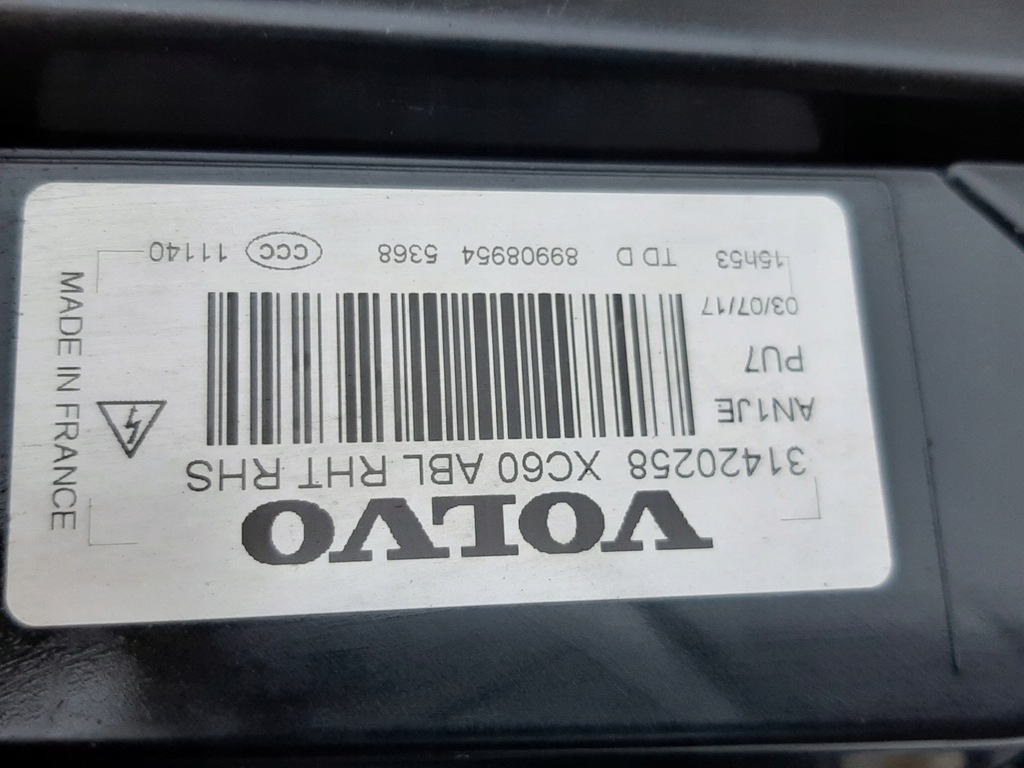 VOLVO
31420258 XC60 ABL RHT RHS
AN1JE
PU7
03/07/17
15h53 TD D 89908954 5368 CCC 11140
MADE IN FRANCE